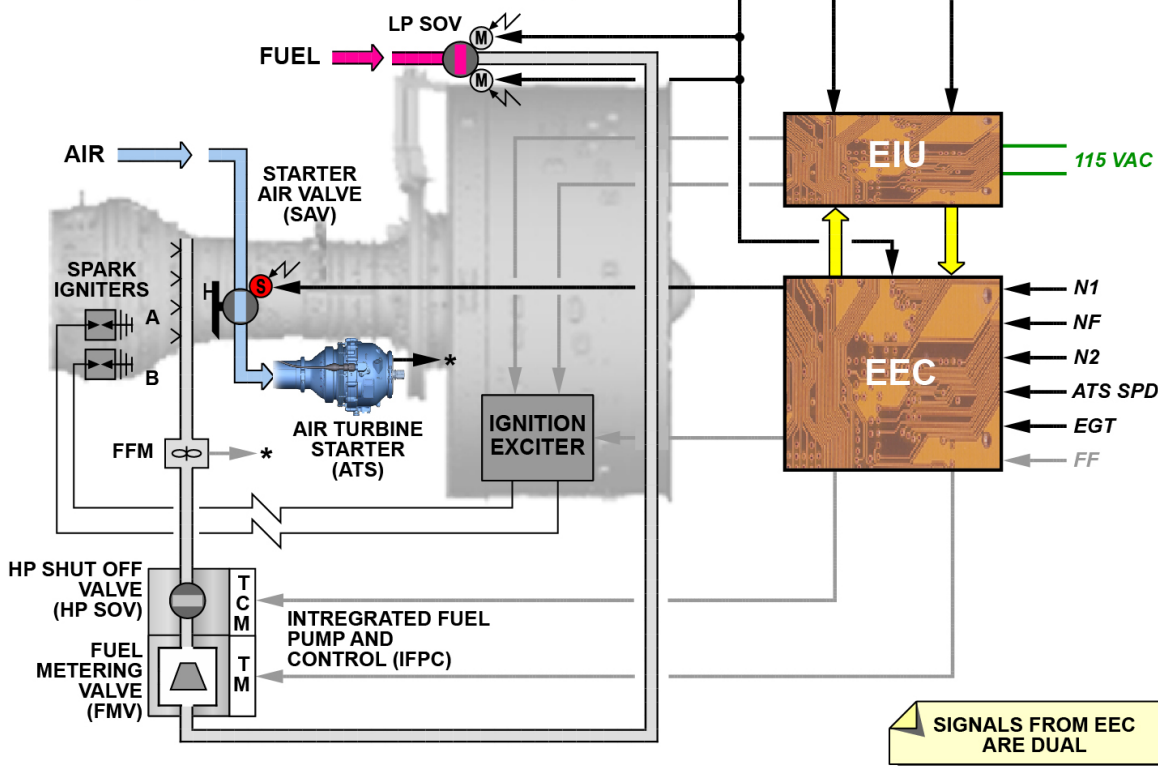 LP SOV
M
FUEL
M
AIR
EIU
115 VAC
STARTER
AIR VALVE
(SAV)
SPARK
IGNITERS
S
A
B
N1
NF
N2
ATS SPD
EGT
FF
EEC
*
AIR TURBINE
STARTER
(ATS)
IGNITION
EXCITER
FFM
*
HP SHUT OFF
VALVE
(HP SOV)
T
C
M
INTREGRATED FUEL
PUMP AND
CONTROL (IFPC)
FUEL
METERING
VALVE
(FMV)
T
M
SIGNALS FROM EEC
ARE DUAL